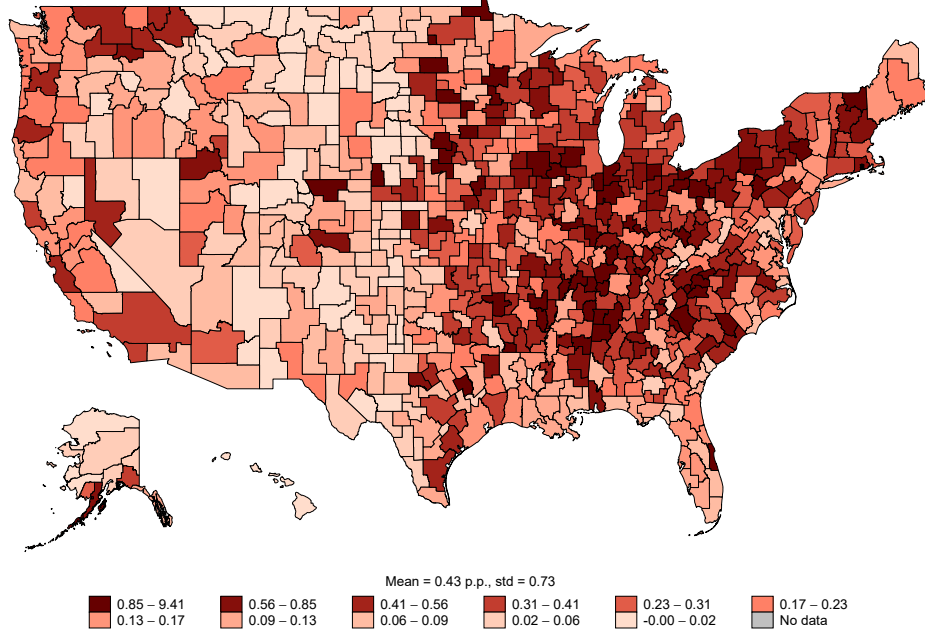 Mean = 0.43 p.p., std = 0.73
0.85 – 9.41 0.56 – 0.85 0.41 – 0.56 0.31 – 0.41 0.23 – 0.31 0.17 – 0.23
0.13 – 0.17 0.09 – 0.13 0.06 – 0.09 0.02 – 0.06 -0.00 – 0.02 No data